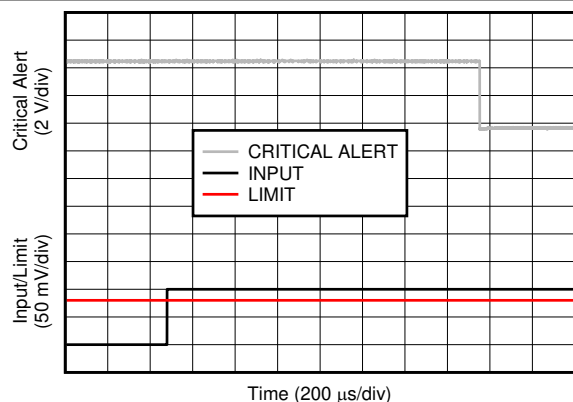 Critical Alert
(2 V/div)
CRITICAL ALERT
INPUT
LIMIT
Input/Limit
(50 mV/div)
Time (200 µs/div)